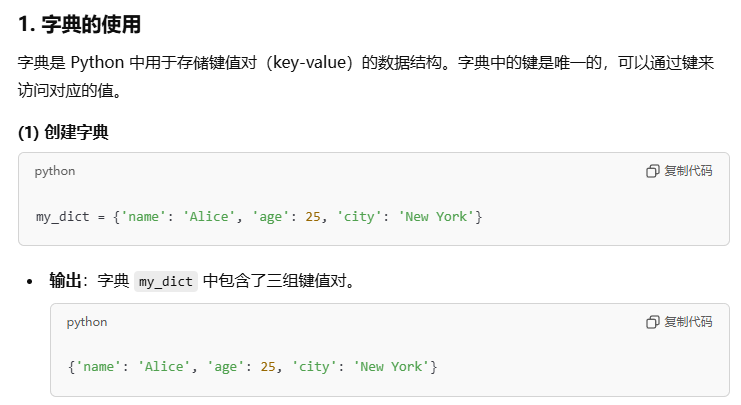 1. 字典的使用
字典是 Python 中用于存储键值对（key-value）的数据结构。字典中的键是唯一的，可以通过键来
访问对应的值。
(1) 创建字典
python 复制代码
my_dict = {'name': 'Alice', 'age': 25, 'city': 'New York'}
• 输出：字典 my_dict 中包含了三组键值对。
python 复制代码
{'name': 'Alice', 'age': 25, 'city': 'New York'}